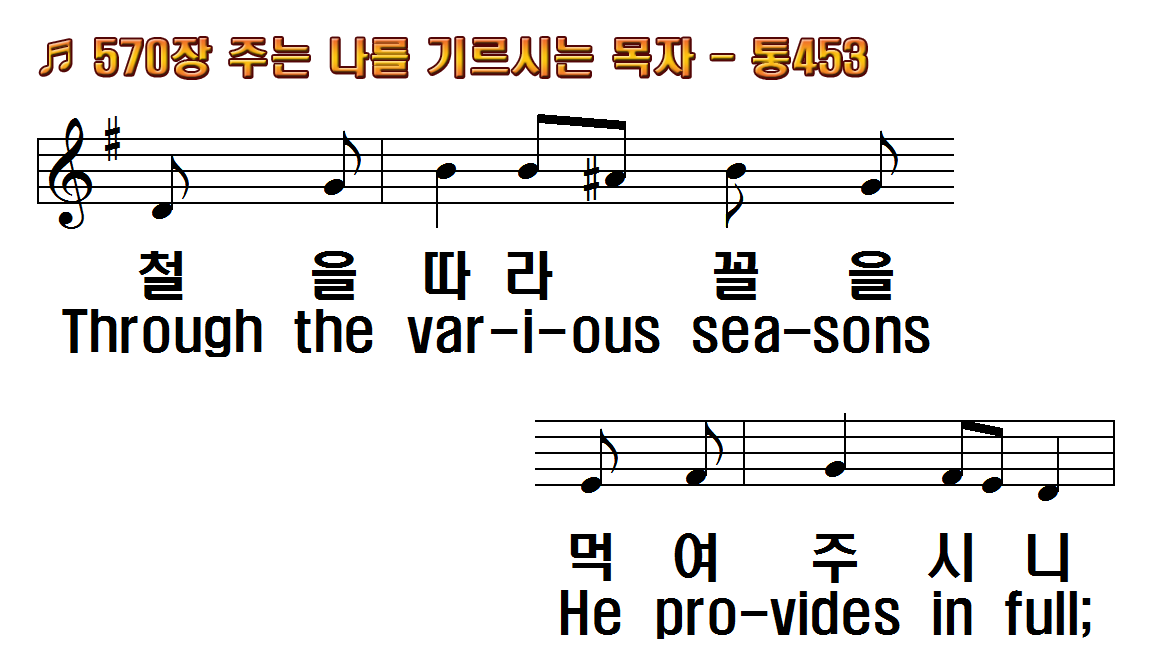 ♬ 570장 주는 나를 기르시는 목자 - 통453
철 을 따 라 꼴 을
Through the var-i-ous sea-sons
먹 여 주 시 니
He pro-vides in full;